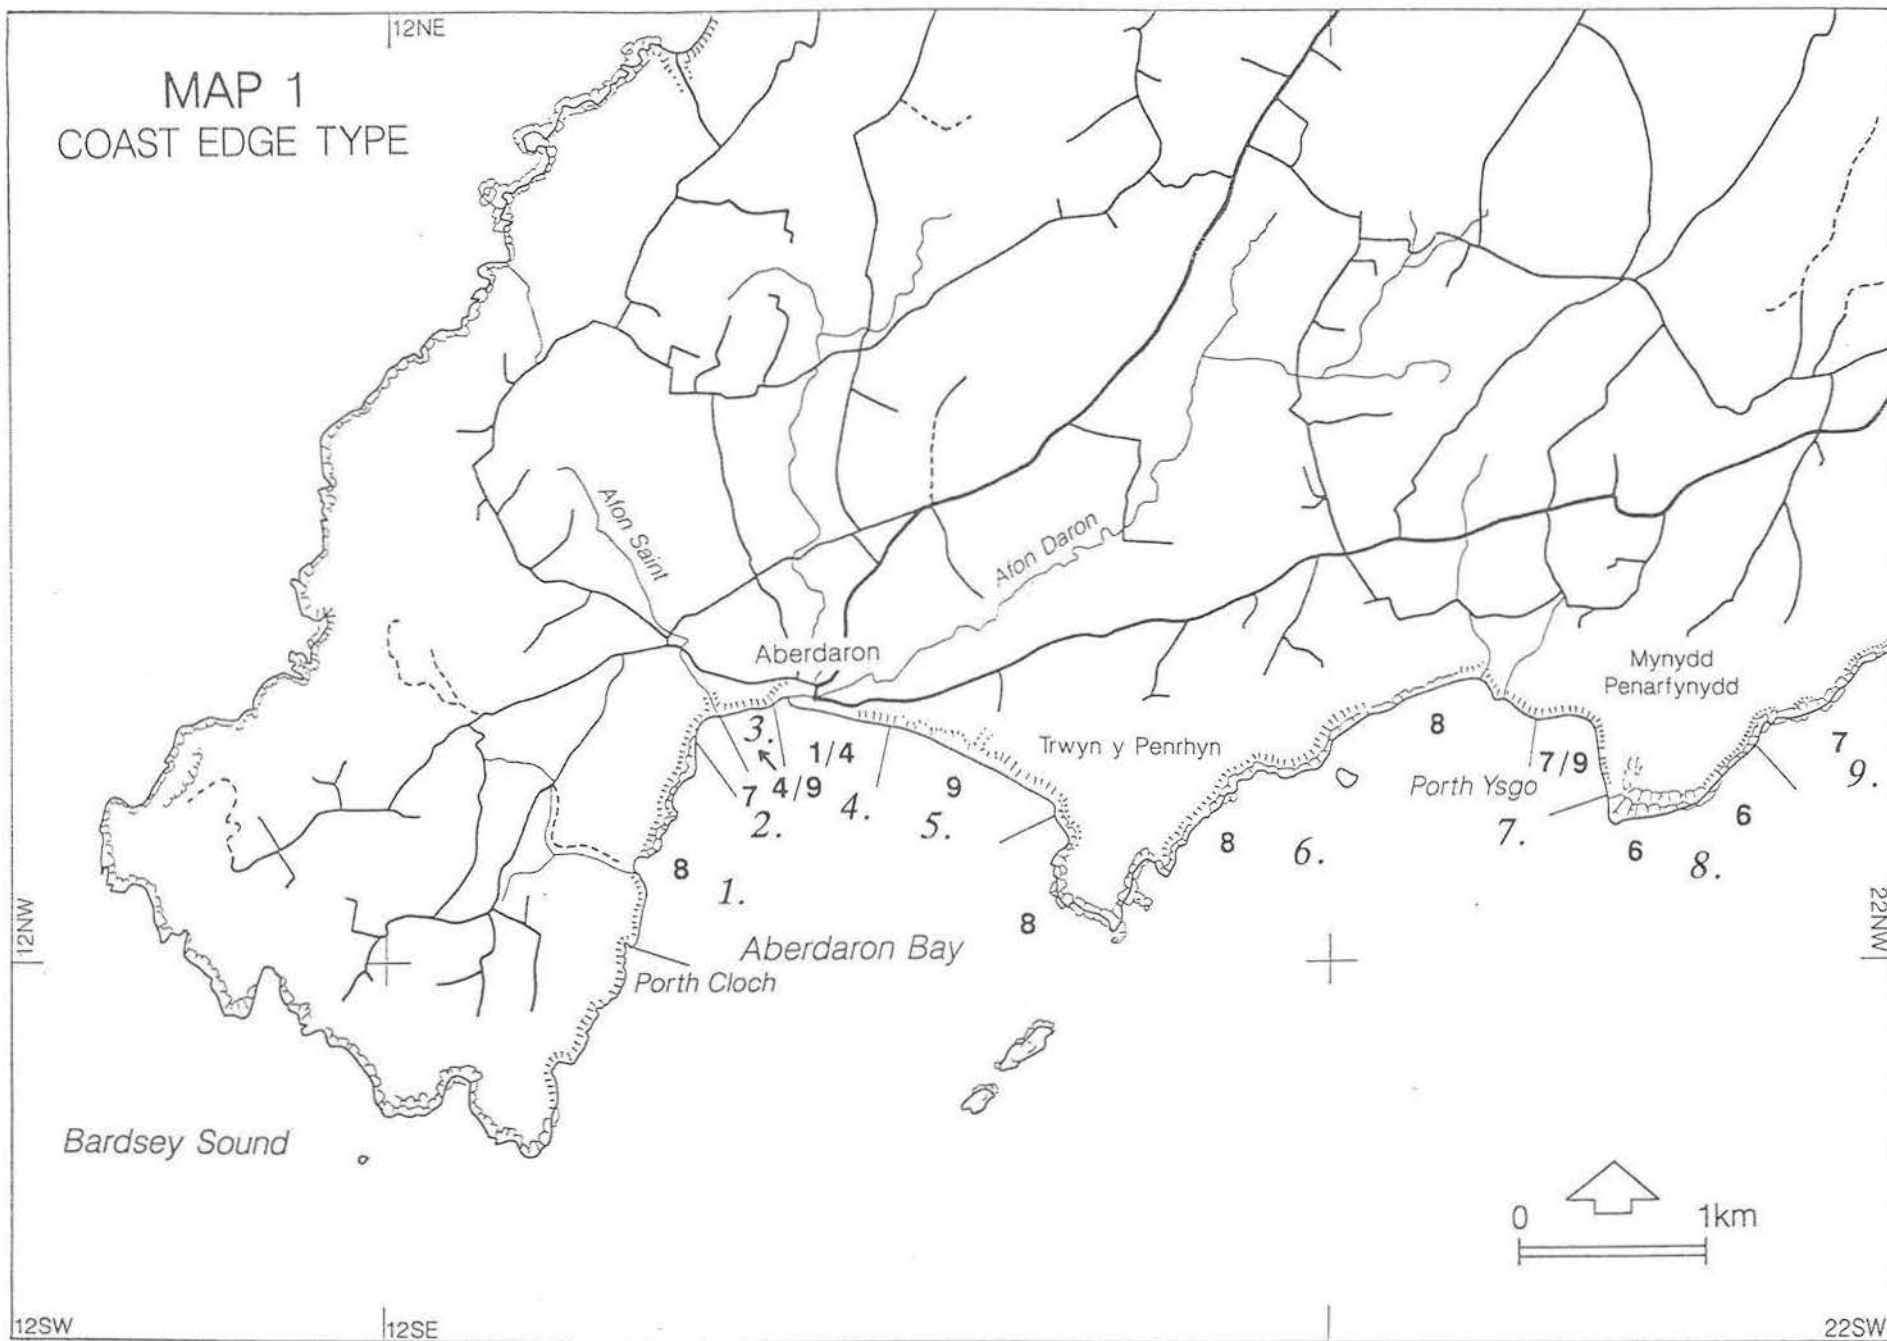 12NE
MAP 1
COAST EDGE TYPE
Afon Saint
Afon Daron
Aberdaron
Mynydd
Penarfynydd
Trwyn y Penrhyn
3.
1/4
8
7
7/9
9.
Porth Ysgo
7
4/9
4.
9
2.
5.
7.
6
8
6.
6
8.
8
1.
8
22NW
12NW
Aberdaron Bay
Porth Cloch
Bardsey Sound
0 1km
12SW
12SE
22SW